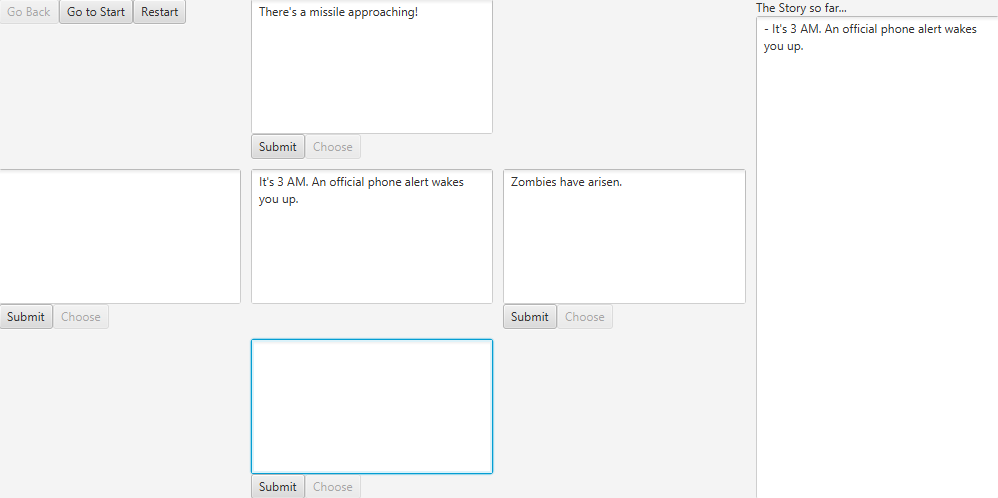 Go Back Go to Start Restart
There's a missile approaching!
Submit Choose
The Story so far...
- It's 3 AM. An official phone alert wakes
you up.
Submit Choose
It's 3 AM. An official phone alert wakes
you up.
Zombies have arisen.
Submit Choose
Submit Choose